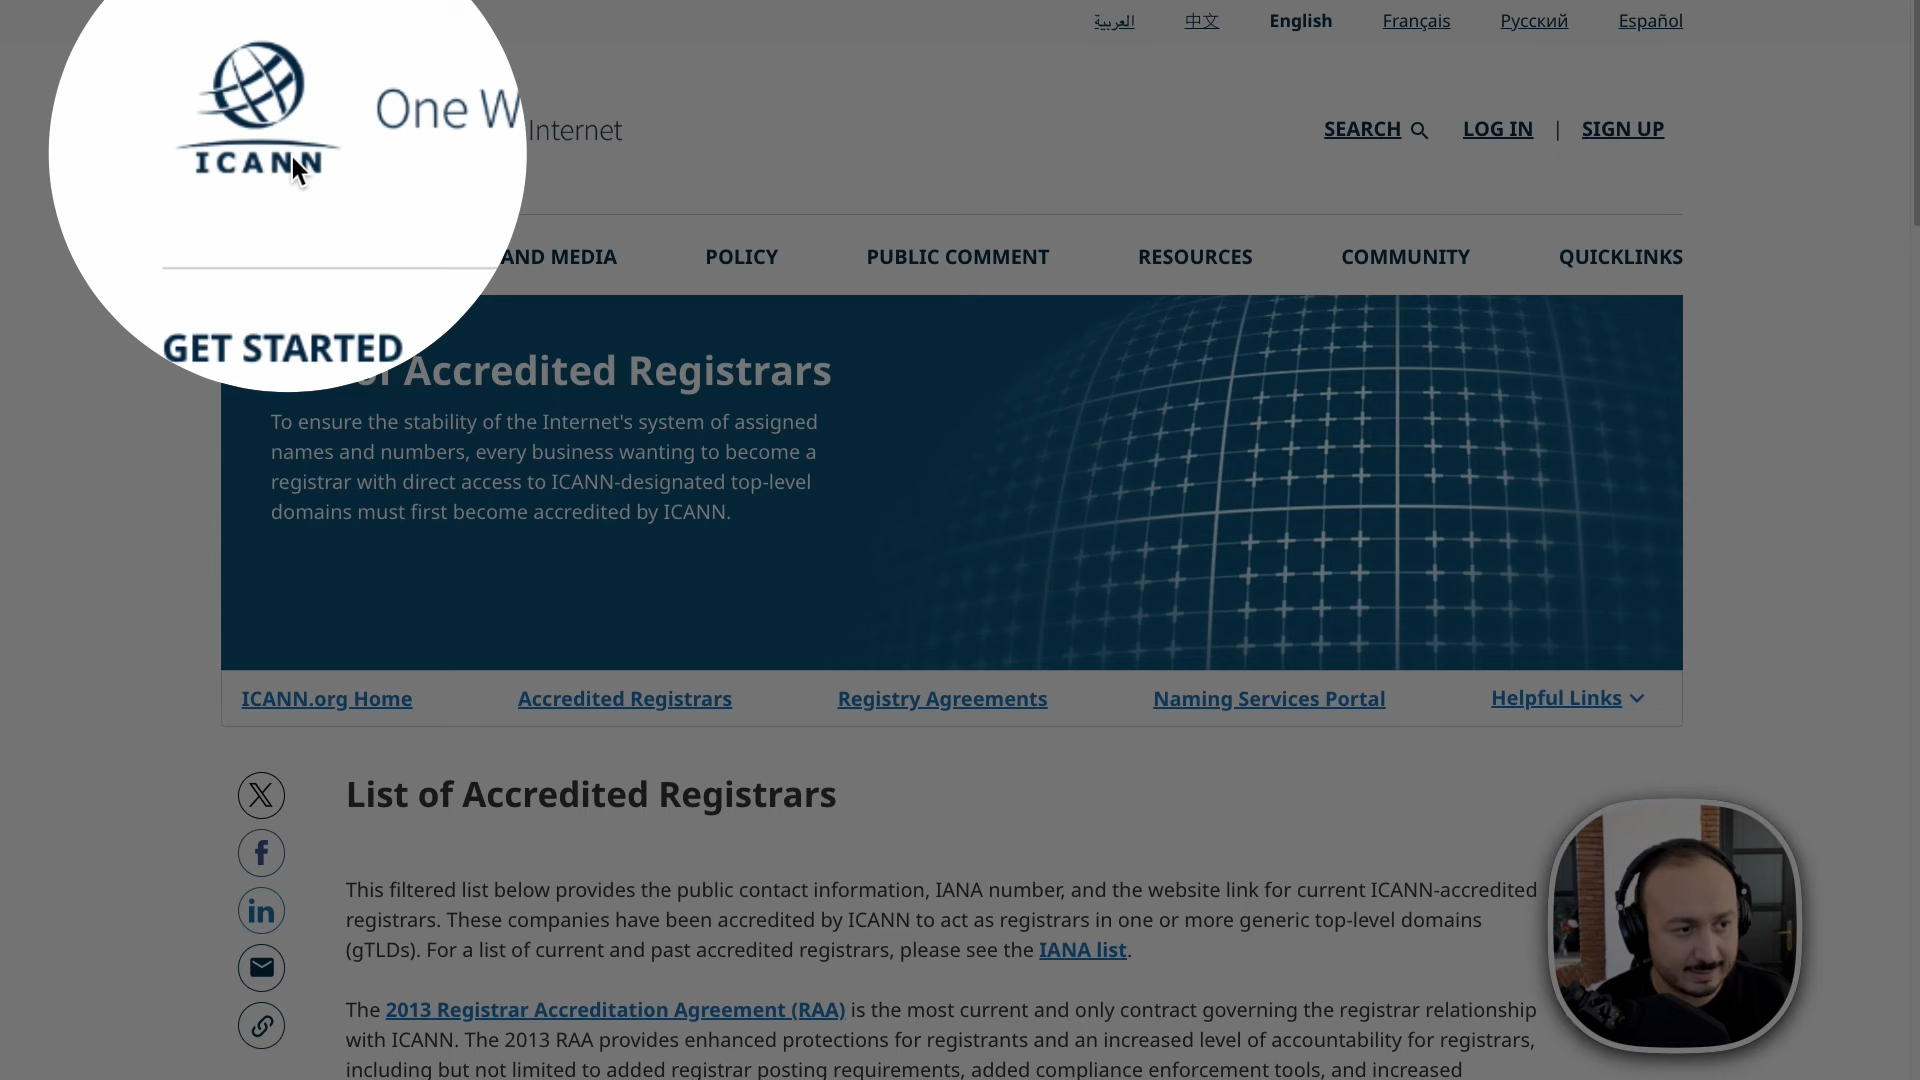 العربية
中文
English
Français
Русский
Español
ICANN
One W
Internet
SEARCH
LOG IN
|
SIGN UP
GET STARTED
AND MEDIA
POLICY
PUBLIC COMMENT
RESOURCES
COMMUNITY
QUICKLINKS
of Accredited Registrars
To ensure the stability of the Internet's system of assigned
names and numbers, every business wanting to become a
registrar with direct access to ICANN-designated top-level
domains must first become accredited by ICANN.
ICANN.org Home
Accredited Registrars
Registry Agreements
Naming Services Portal
Helpful Links
List of Accredited Registrars
This filtered list below provides the public contact information, IANA number, and the website link for current ICANN-accredited
registrars. These companies have been accredited by ICANN to act as registrars in one or more generic top-level domains
(gTLDs). For a list of current and past accredited registrars, please see the IANA list.
The 2013 Registrar Accreditation Agreement (RAA) is the most current and only contract governing the registrar relationship
with ICANN. The 2013 RAA provides enhanced protections for registrants and an increased level of accountability for registrars,
including but not limited to added registrar posting requirements, added compliance enforcement tools, and increased